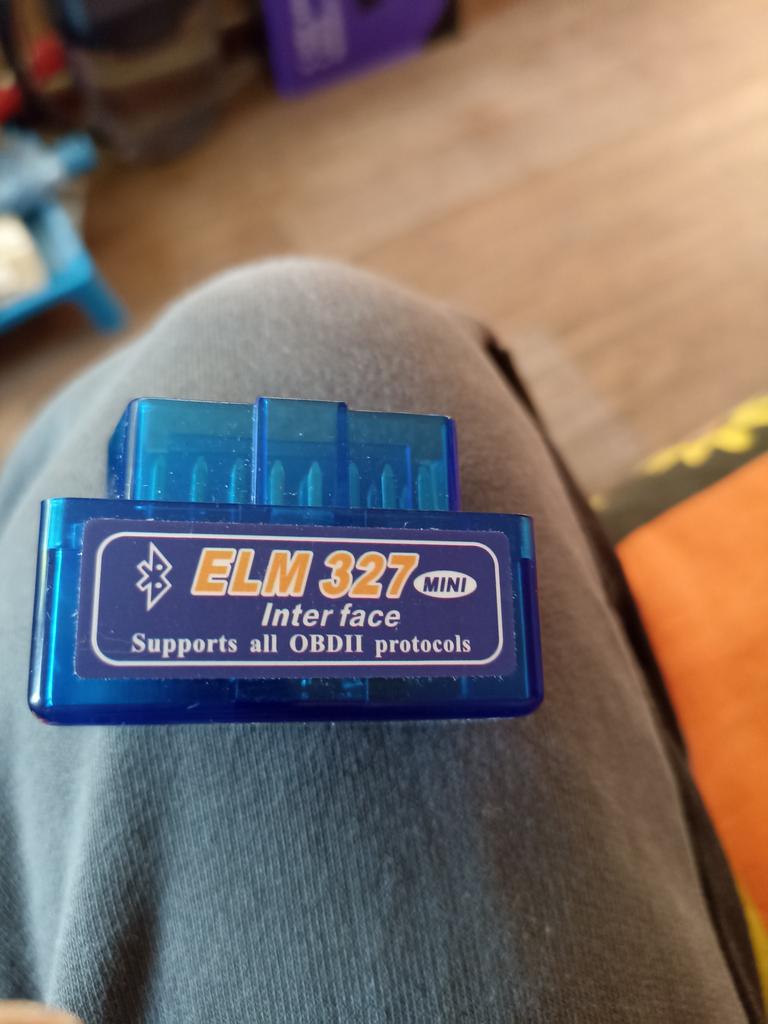 ELM 327 MINI
Inter face
Supports all OBDII protocols